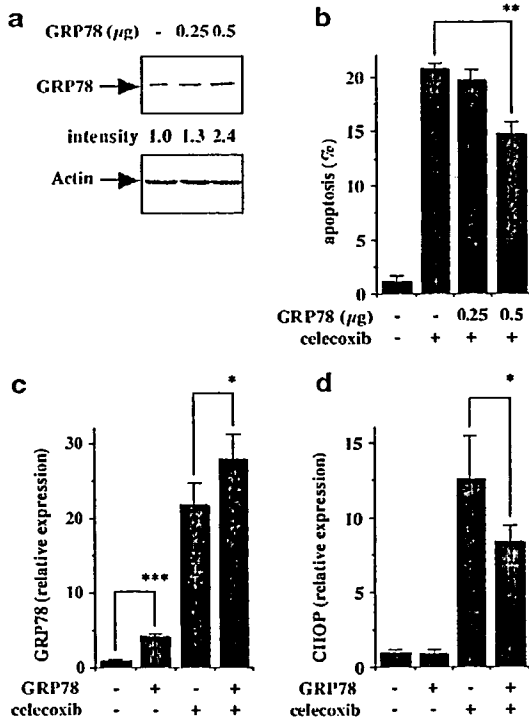 a
GRP78 (µg) - 0.25 0.5
GRP78
intensity 1.0 1.3 2.4
Actin
b
**
20
15
10
5
0
apoptosis (%)
GRP78 (µg) - - 0.25 0.5
celecoxib - + + +
c
*
***
30
20
10
0
GRP78 (relative expression)
GRP78 - + - +
celecoxib - - + +
d
*
15
10
5
0
CHOP (relative expression)
GRP78 - + - +
celecoxib - - + +